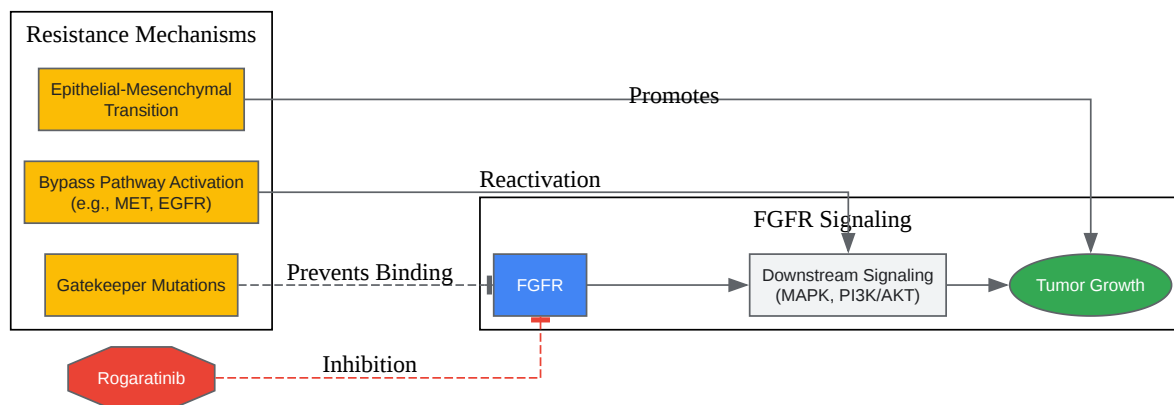 Resistance Mechanisms
Epithelial-Mesenchymal
Transition
Promotes
Bypass Pathway Activation
(e.g., MET, EGFR)
Reactivation
FGFR Signaling
Gatekeeper Mutations
Prevents Binding
FGFR
Downstream Signaling
(MAPK, PI3K/AKT)
Tumor Growth
Rogaratinib
Inhibition